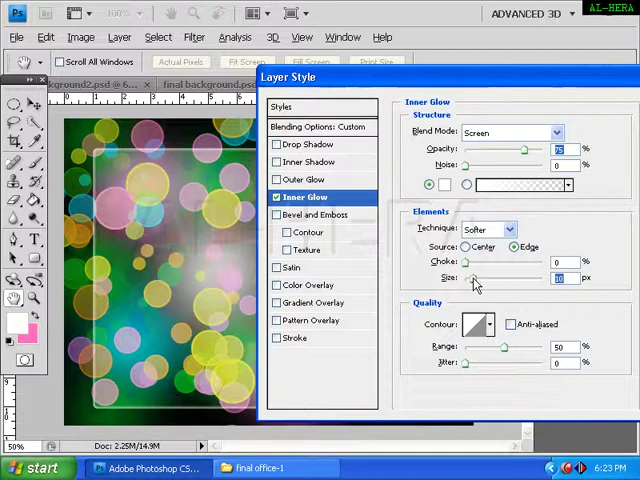 AL-HERA
Ps 100% ADVANCED 3D
File Edit Image Layer Select Filter Analysis 3D View Window Help
Scroll All Windows Actual Pixels Fit Screen Fill Screen Print Size
final background.psd
Layer Style
Styles
Blending Options: Custom
Drop Shadow
Inner Shadow
Outer Glow
Inner Glow
Bevel and Emboss
Contour
Texture
Satin
Color Overlay
Gradient Overlay
Pattern Overlay
Stroke
Inner Glow
Structure
Blend Mode: Screen
Opacity: 75 %
Noise: 0 %
Elements
Technique: Softer
Source: Center Edge
Choke: 0 %
Size: 10 px
Quality
Contour: Anti-aliased
Range: 50 %
Jitter: 0 %
50% Doc: 2.25M/14.9M
start Adobe Photoshop CS... final office-1 6:23 PM